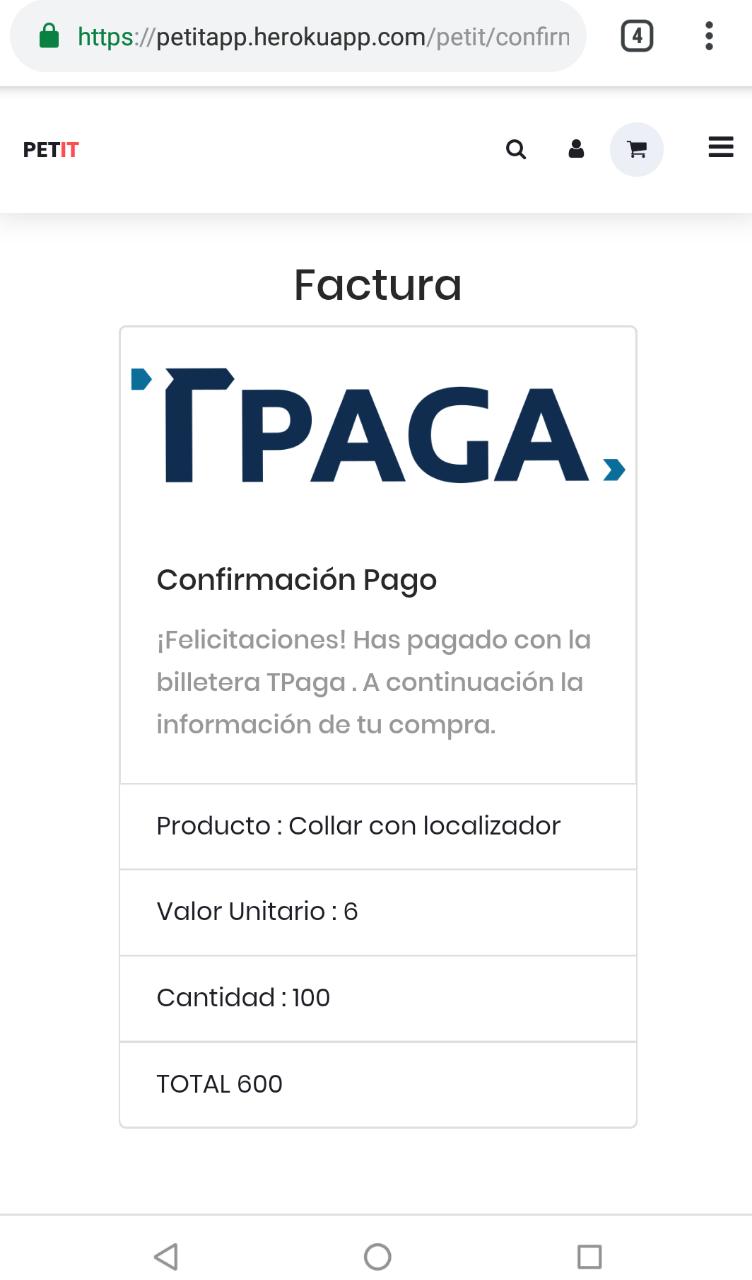 https://petitapp.herokuapp.com/petit/confirn
4
PETIT
Factura
TPAGA
Confirmación Pago
¡Felicitaciones! Has pagado con la
billetera TPaga . A continuación la
información de tu compra.
Producto : Collar con localizador
Valor Unitario : 6
Cantidad : 100
TOTAL 600